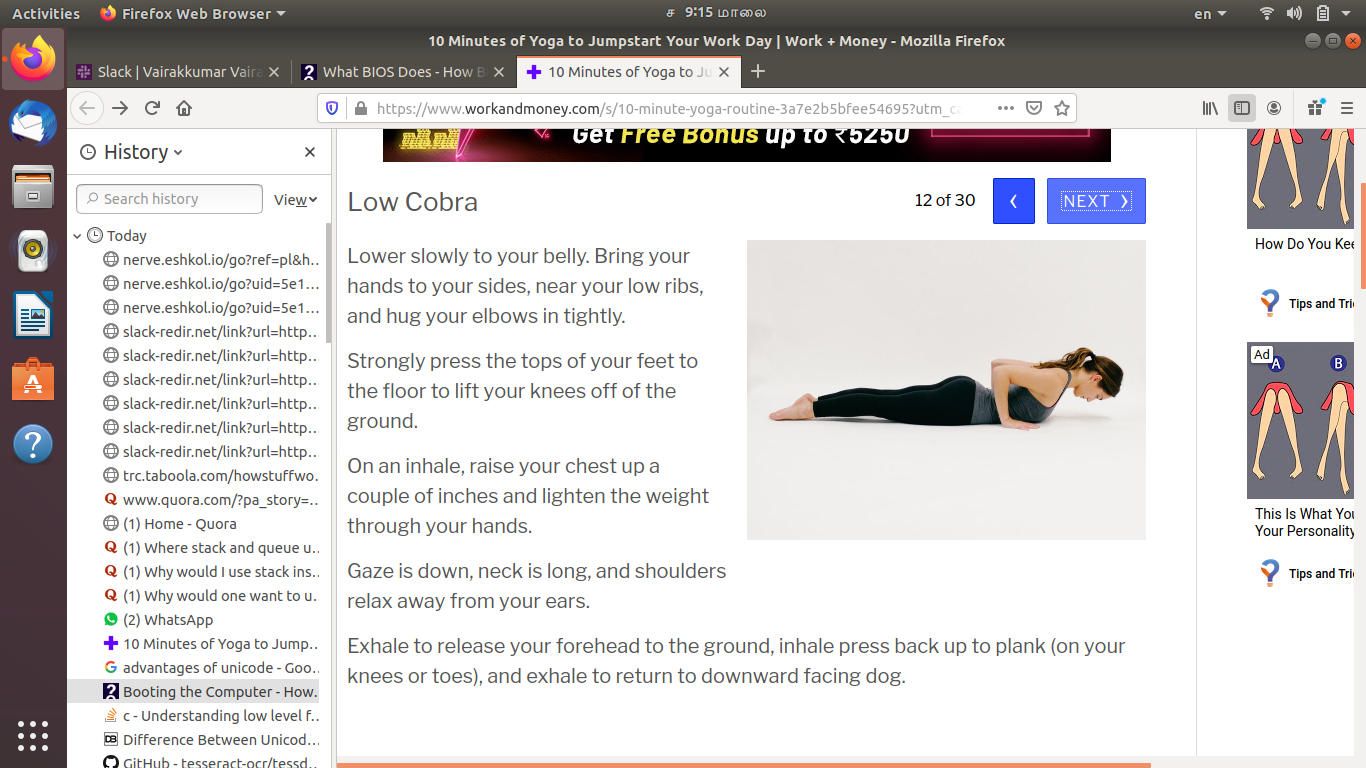 Activities
Firefox Web Browser
ச 9:15 மாலை
en
10 Minutes of Yoga to Jumpstart Your Work Day | Work + Money - Mozilla Firefox
Slack | Vairakkumar Vaira
What BIOS Does - How B
10 Minutes of Yoga to Ju
https://www.workandmoney.com/s/10-minute-yoga-routine-3a7e2b5bfee54695?utm_ca
History
Search history
View
Today
nerve.eshkol.io/go?ref=pl&h…
nerve.eshkol.io/go?uid=5e1…
nerve.eshkol.io/go?uid=5e1…
slack-redir.net/link?url=http…
slack-redir.net/link?url=http…
slack-redir.net/link?url=http…
slack-redir.net/link?url=http…
slack-redir.net/link?url=http…
slack-redir.net/link?url=http…
trc.taboola.com/howstuffwo…
www.quora.com/?pa_story=…
(1) Home - Quora
(1) Where stack and queue u…
(1) Why would I use stack ins…
(1) Why would one want to u…
(2) WhatsApp
10 Minutes of Yoga to Jump…
advantages of unicode - Goo…
Booting the Computer - How…
c - Understanding low level f…
Difference Between Unicod…
GitHub - tesseract-ocr/tessd…
Get Free Bonus up to ₹5250
Low Cobra
12 of 30
NEXT
Lower slowly to your belly. Bring your
hands to your sides, near your low ribs,
and hug your elbows in tightly.
Strongly press the tops of your feet to
the floor to lift your knees off of the
ground.
On an inhale, raise your chest up a
couple of inches and lighten the weight
through your hands.
Gaze is down, neck is long, and shoulders
relax away from your ears.
Exhale to release your forehead to the ground, inhale press back up to plank (on your
knees or toes), and exhale to return to downward facing dog.
How Do You Kee
Tips and Tric
Ad
A
B
This Is What You
Your Personality
Tips and Tric